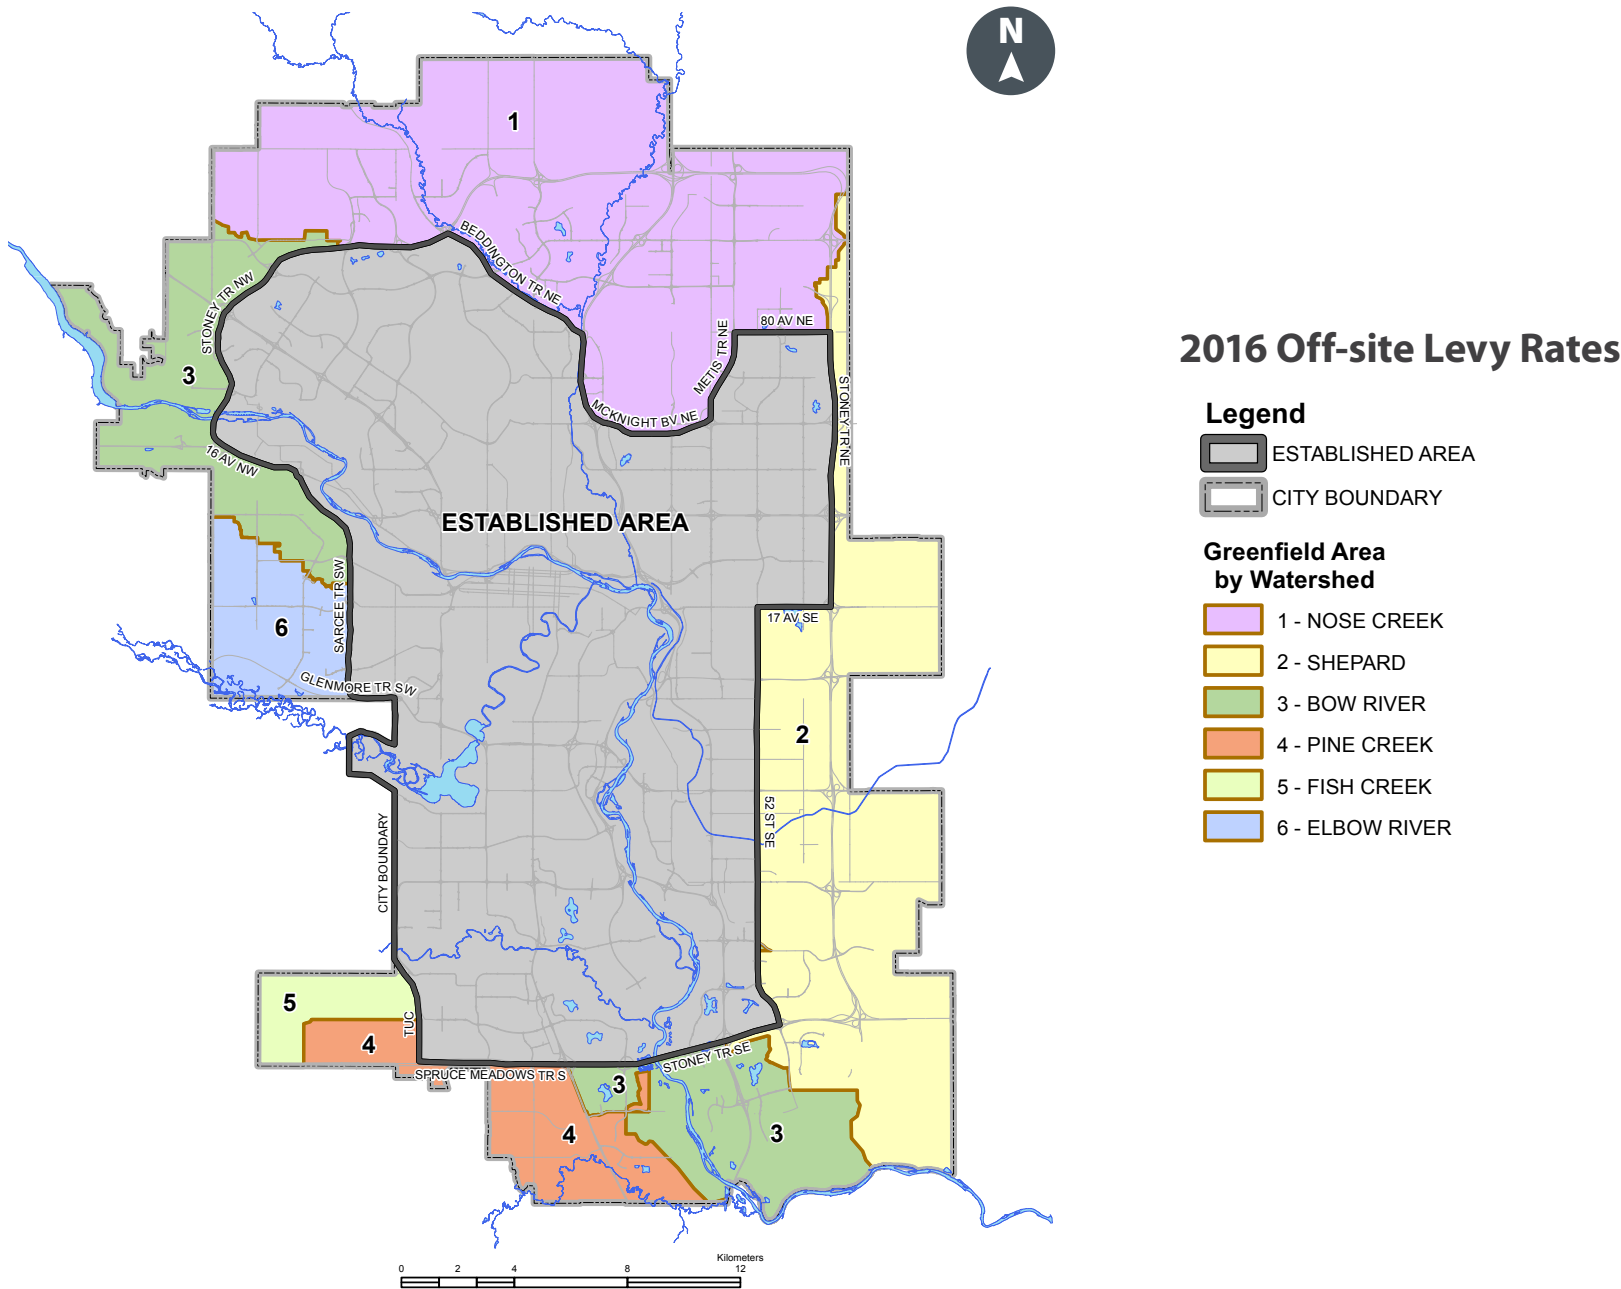 N
1
BEDDINGTON TR NE
STONEY TR NW
80 AV NE
METIS TR NE
3
STONEY TR NE
MCKNIGHT BV NE
16 AV NW
ESTABLISHED AREA
SARCEE TR SW
17 AV SE
6
GLENMORE TR SW
2
52 ST SE
CITY BOUNDARY
5
TUC
4
STONEY TR SE
SPRUCE MEADOWS TR S
3
4
3
Kilometers
0 2 4 8 12
2016 Off-site Levy Rates
Legend
ESTABLISHED AREA
CITY BOUNDARY
Greenfield Area
by Watershed
1 - NOSE CREEK
2 - SHEPARD
3 - BOW RIVER
4 - PINE CREEK
5 - FISH CREEK
6 - ELBOW RIVER